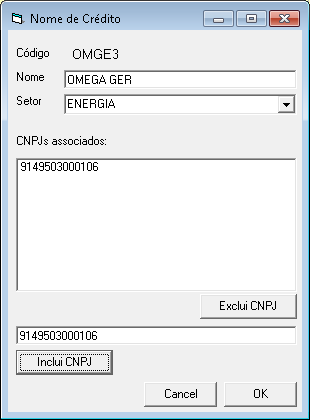 Nome de Crédito
Código OMGE3
Nome OMEGA GER
Setor ENERGIA
CNPJs associados:
9149503000106
Exclui CNPJ
9149503000106
Inclui CNPJ
Cancel OK